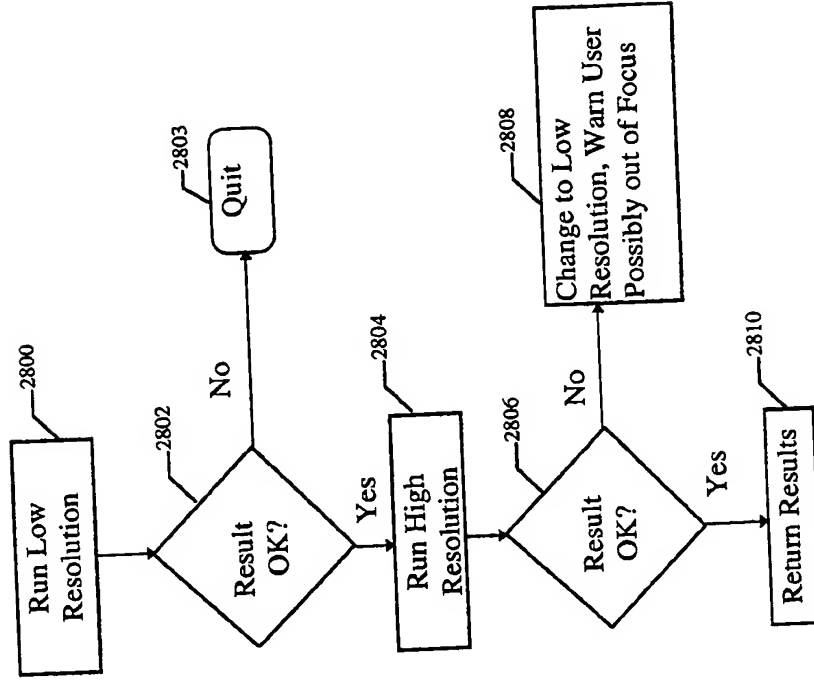 2800
Run Low
Resolution
2802
Result
OK?
No
2803
Quit
Yes
2804
Run High
Resolution
2806
Result
OK?
No
2808
Change to Low
Resolution, Warn User
Possibly out of Focus
Yes
2810
Return Results